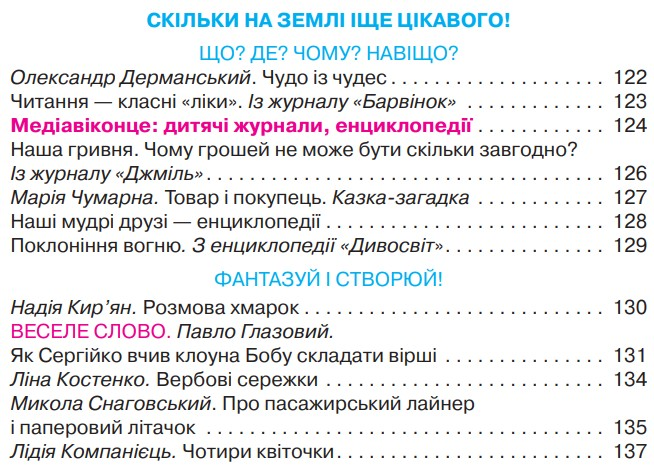 СКІЛЬКИ НА ЗЕМЛІ ІЩЕ ЦІКАВОГО!
ЩО? ДЕ? ЧОМУ? НАВІЩО?
Олександр Дерманський. Чудо із чудес . . . . . . . . . . . . . . . . . . . . 122
Читання — класні «ліки». Із журналу «Барвінок» . . . . . . . . . . . . . 123
Медіавіконце: дитячі журнали, енциклопедії . . . . . . . . . . . . 124
Наша гривня. Чому грошей не може бути скільки завгодно?
Із журналу «Джміль». . . . . . . . . . . . . . . . . . . . . . . . . . . . . . . . . . . 126
Марія Чумарна. Товар і покупець. Казка-загадка . . . . . . . . . . . . 127
Наші мудрі друзі — енциклопедії . . . . . . . . . . . . . . . . . . . . . . . . . 128
Поклоніння вогню. З енциклопедії «Дивосвіт». . . . . . . . . . . . . . . 129
ФАНТАЗУЙ І СТВОРЮЙ!
Надія Кир’ян. Розмова хмарок . . . . . . . . . . . . . . . . . . . . . . . . . . . 130
ВЕСЕЛЕ СЛОВО. Павло Глазовий.
Як Сергійко вчив клоуна Бобу складати вірші . . . . . . . . . . . . . . . 131
Ліна Костенко. Вербові сережки . . . . . . . . . . . . . . . . . . . . . . . . . . 134
Микола Снаговський. Про пасажирський лайнер
і паперовий літачок . . . . . . . . . . . . . . . . . . . . . . . . . . . . . . . . . . . . 135
Лідія Компанієць. Чотири квіточки. . . . . . . . . . . . . . . . . . . . . . . . . 137